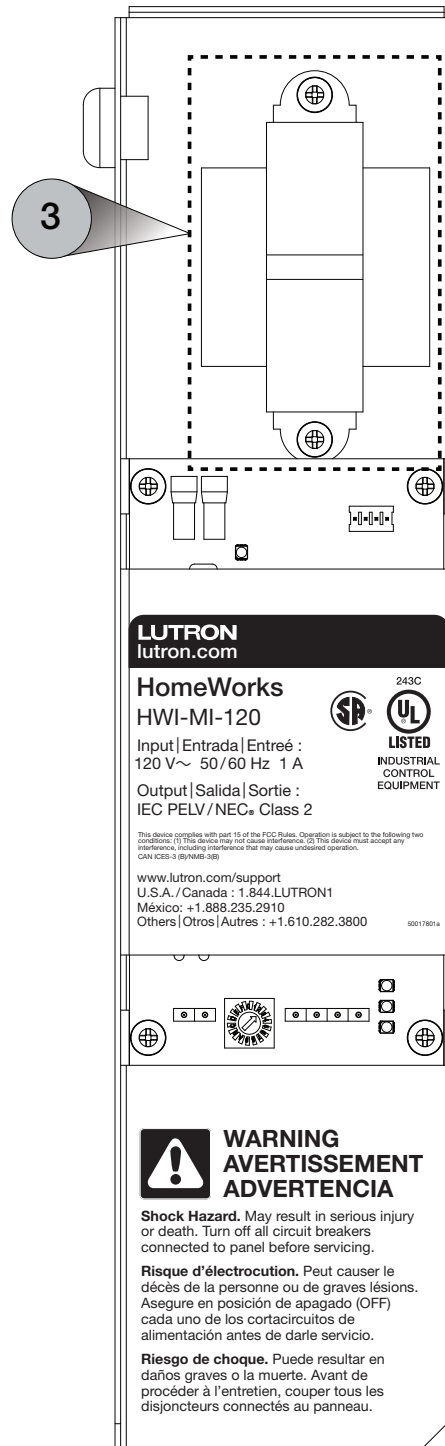 3
LUTRON
lutron.com
HomeWorks
HWI-MI-120
Input|Entrada|Entreé :
120 V～ 50/60 Hz 1 A
Output|Salida|Sortie :
IEC PELV/NEC® Class 2
SA®
243C
UL
LISTED
INDUSTRIAL
CONTROL
EQUIPMENT
This device complies with part 15 of the FCC Rules. Operation is subject to the following two
conditions: (1) This device may not cause interference. (2) This device must accept any
interference, including interference that may cause undesired operation.
CAN ICES-3 (B)/NMB-3(B)
www.lutron.com/support
U.S.A./Canada : 1.844.LUTRON1
México: +1.888.235.2910
Others|Otros|Autres : +1.610.282.3800
50017801a
WARNING
AVERTISSEMENT
ADVERTENCIA
Shock Hazard. May result in serious injury
or death. Turn off all circuit breakers
connected to panel before servicing.
Risque d'électrocution. Peut causer le
décès de la personne ou de graves lésions.
Asegure en posición de apagado (OFF)
cada uno de los cortacircuitos de
alimentación antes de darle servicio.
Riesgo de choque. Puede resultar en
daños graves o la muerte. Avant de
procéder à l'entretien, couper tous les
disjoncteurs connectés au panneau.